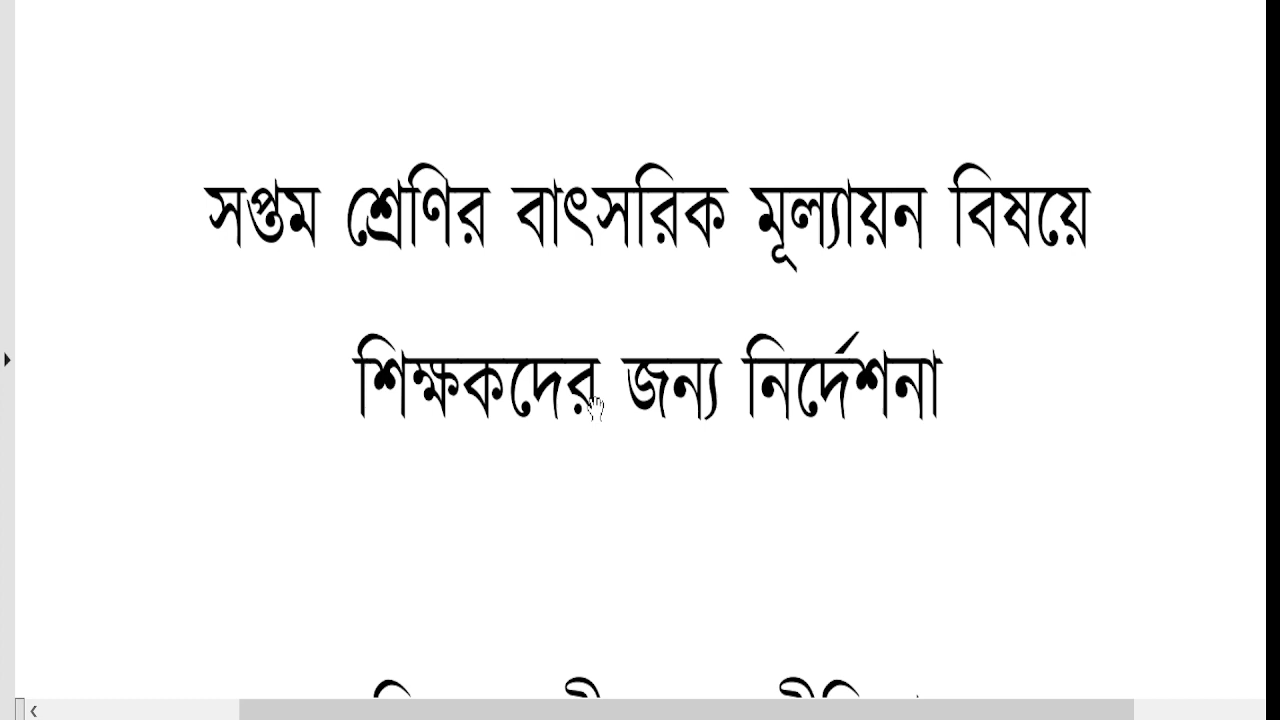 সপ্তম শ্রেণির বাৎসরিক মূল্যায়ন বিষয়ে
শিক্ষকদের জন্য নির্দেশনা